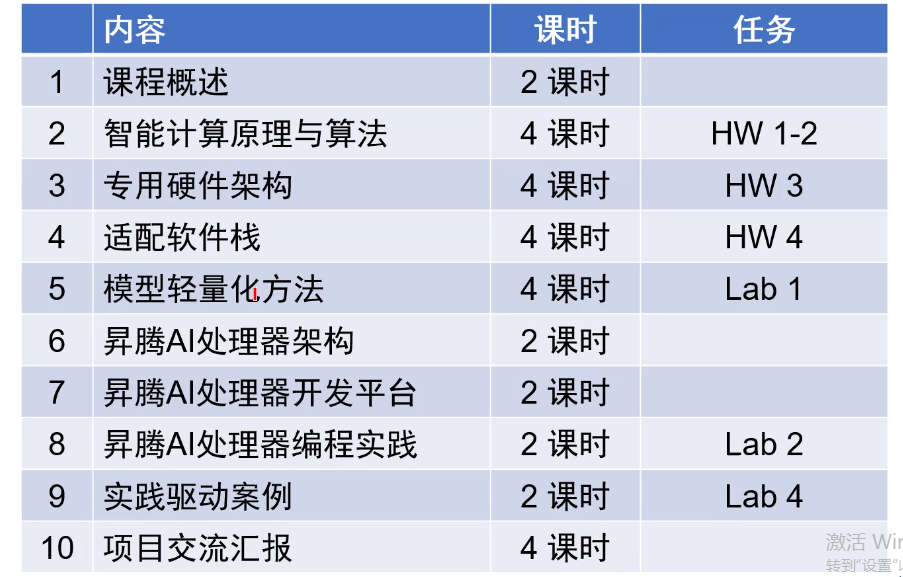 内容 课时 任务
1 课程概述 2 课时
2 智能计算原理与算法 4 课时 HW 1-2
3 专用硬件架构 4 课时 HW 3
4 适配软件栈 4 课时 HW 4
5 模型轻量化方法 4 课时 Lab 1
6 昇腾AI处理器架构 2 课时
7 昇腾AI处理器开发平台 2 课时
8 昇腾AI处理器编程实践 2 课时 Lab 2
9 实践驱动案例 2 课时 Lab 4
10 项目交流汇报 4 课时
激活 Win
转到"设置"以